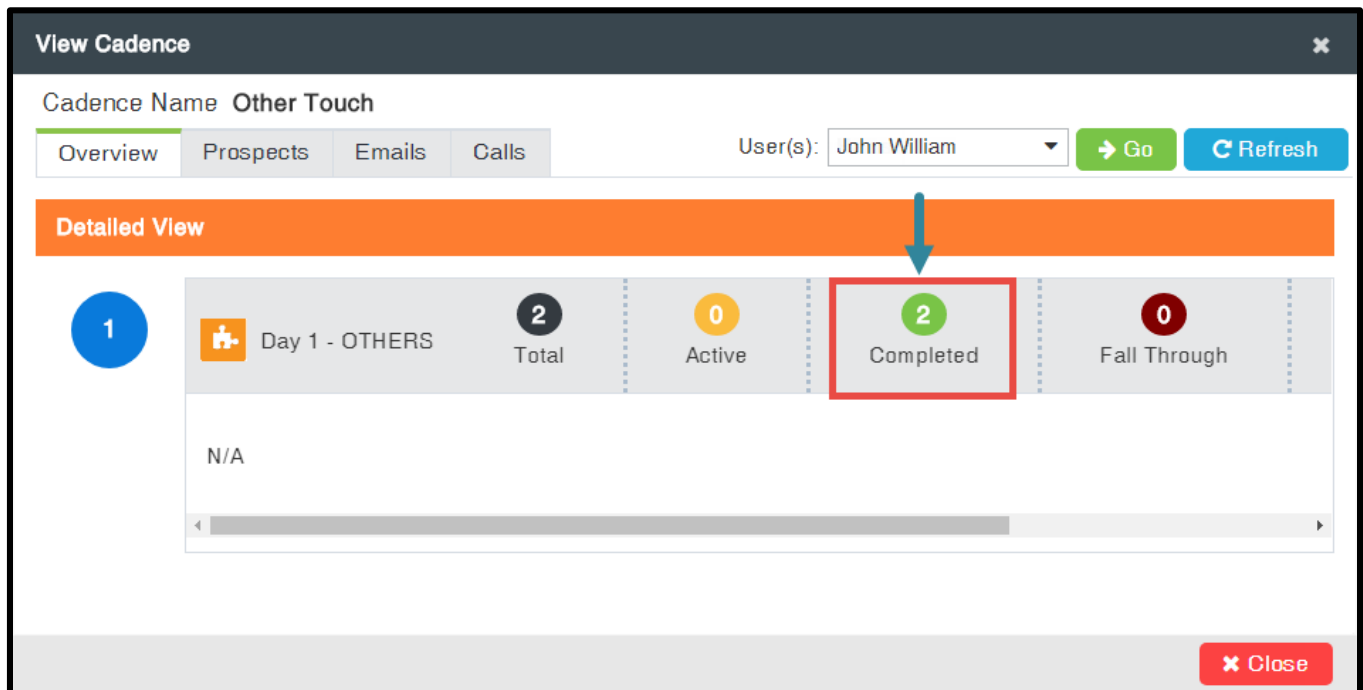 View Cadence
Cadence Name Other Touch
Overview Prospects Emails Calls User(s): John William Go Refresh
Detailed View
1 Day 1 - OTHERS 2 Total 0 Active 2 Completed 0 Fall Through
N/A
Close